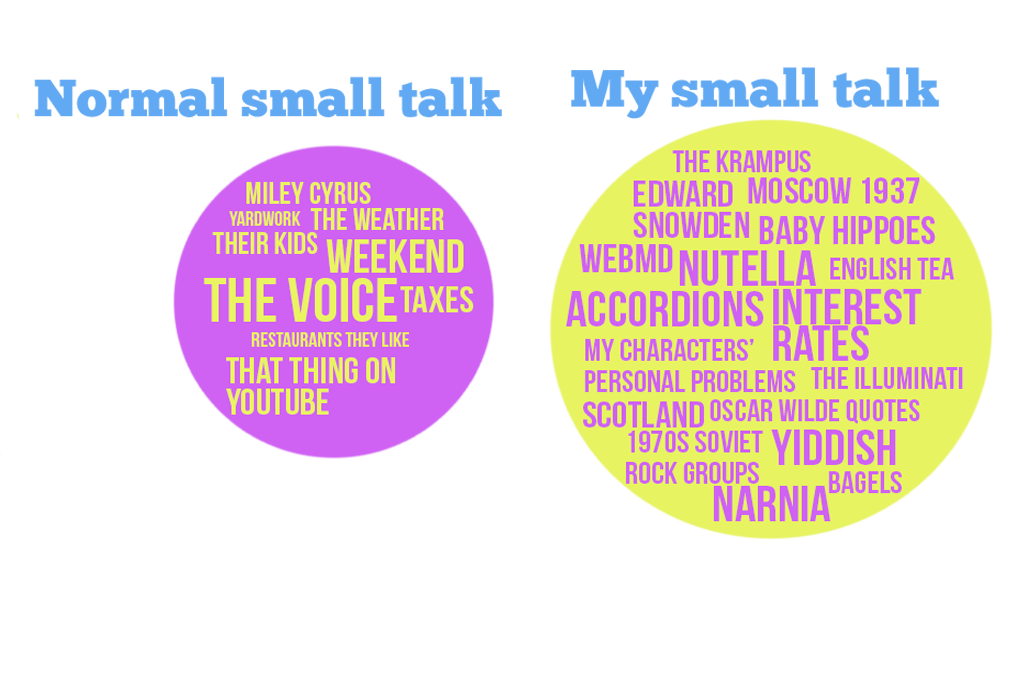 Normal small talk
MILEY CYRUS
YARDWORK THE WEATHER
THEIR KIDS WEEKEND
THE VOICE TAXES
RESTAURANTS THEY LIKE
THAT THING ON
YOUTUBE
My small talk
THE KRAMPUS
EDWARD MOSCOW 1937
SNOWDEN BABY HIPPOES
WEBMD NUTELLA ENGLISH TEA
ACCORDIONS INTEREST
MY CHARACTERS' RATES
PERSONAL PROBLEMS THE ILLUMINATI
SCOTLAND OSCAR WILDE QUOTES
1970S SOVIET YIDDISH
ROCK GROUPS BAGELS
NARNIA